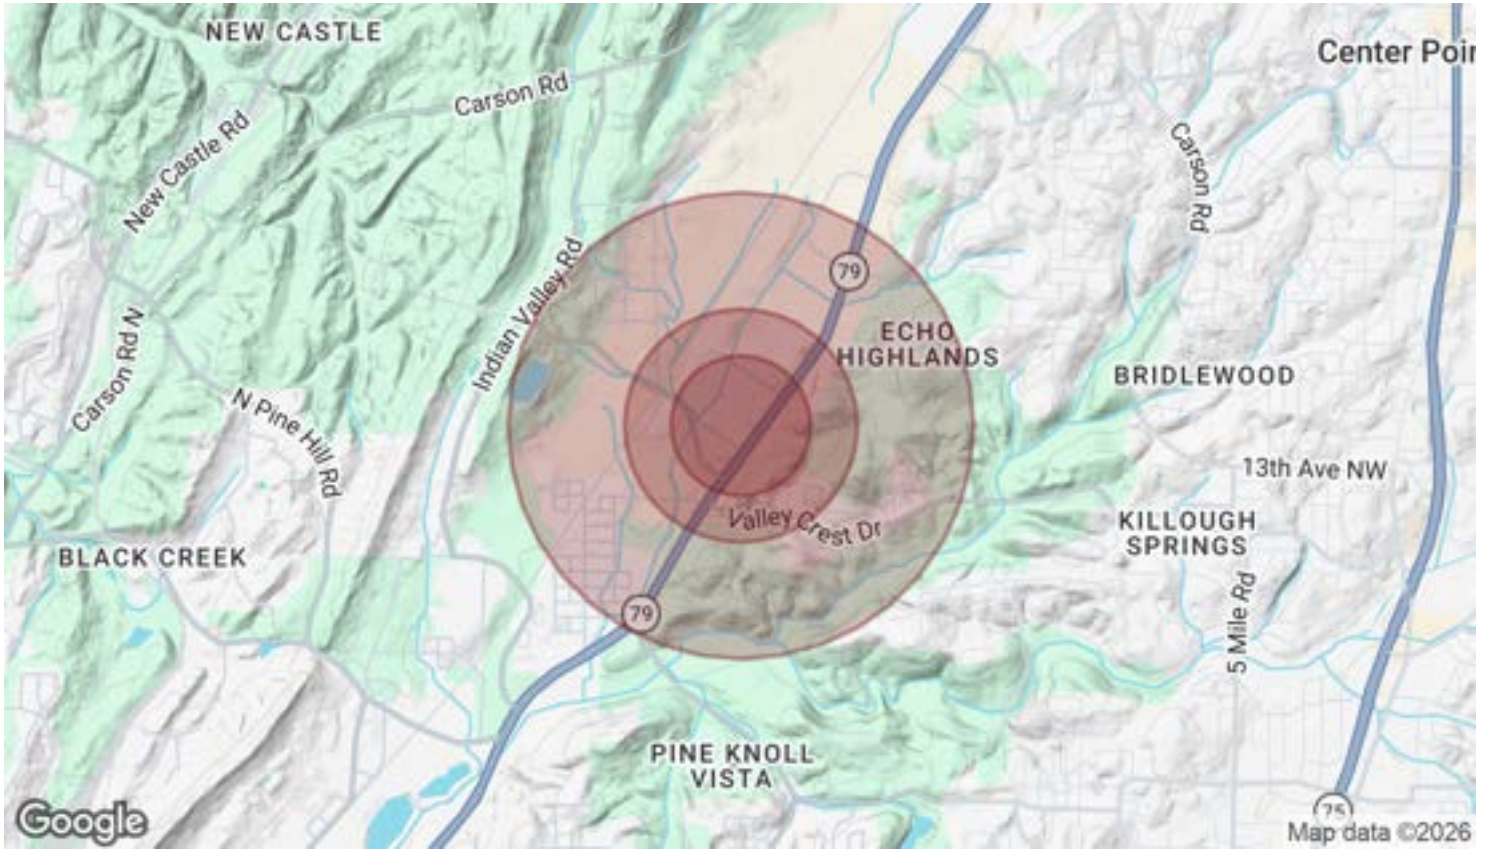 NEW CASTLE
Center Poin
Carson Rd
New Castle Rd
Carson Rd
Indian Valley Rd
79
Carson Rd N
ECHO
HIGHLANDS
BRIDLEWOOD
N Pine Hill Rd
13th Ave NW
Valley Crest Dr
KILLOUGH
SPRINGS
BLACK CREEK
79
5 Mile Rd
PINE KNOLL
VISTA
75
Google
Map data ©2026